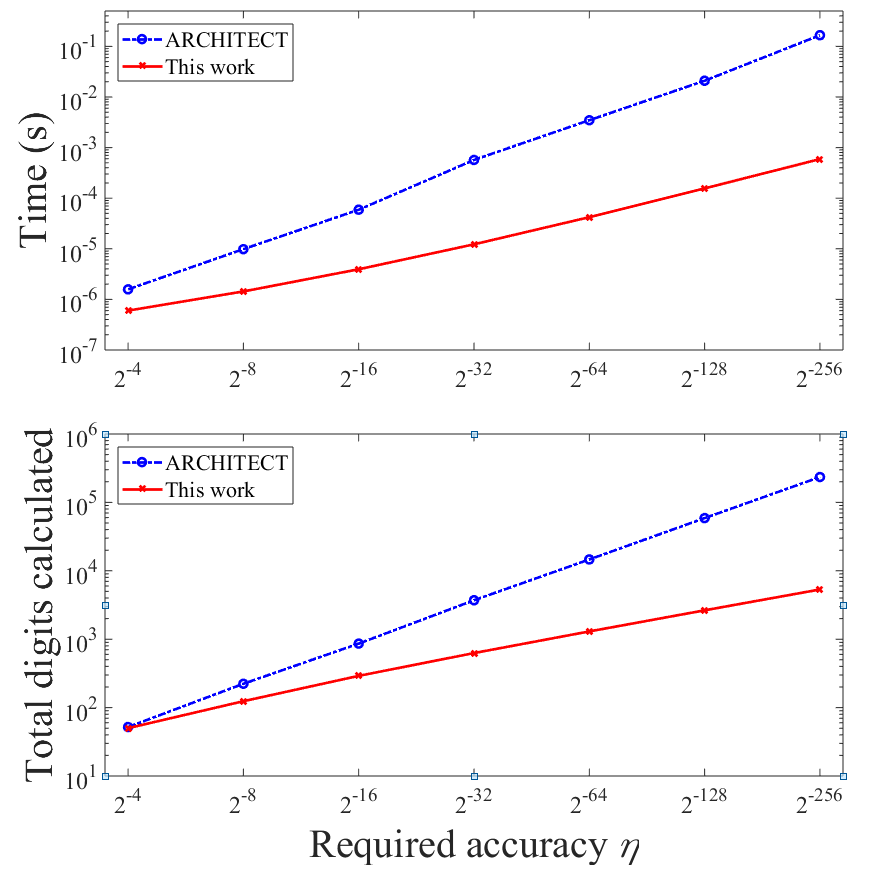 ARCHITECT
This work
Time (s)
10^-1
10^-2
10^-3
10^-4
10^-5
10^-6
10^-7
2^-4 2^-8 2^-16 2^-32 2^-64 2^-128 2^-256
ARCHITECT
This work
Total digits calculated
10^6
10^5
10^4
10^3
10^2
10^1
2^-4 2^-8 2^-16 2^-32 2^-64 2^-128 2^-256
Required accuracy η